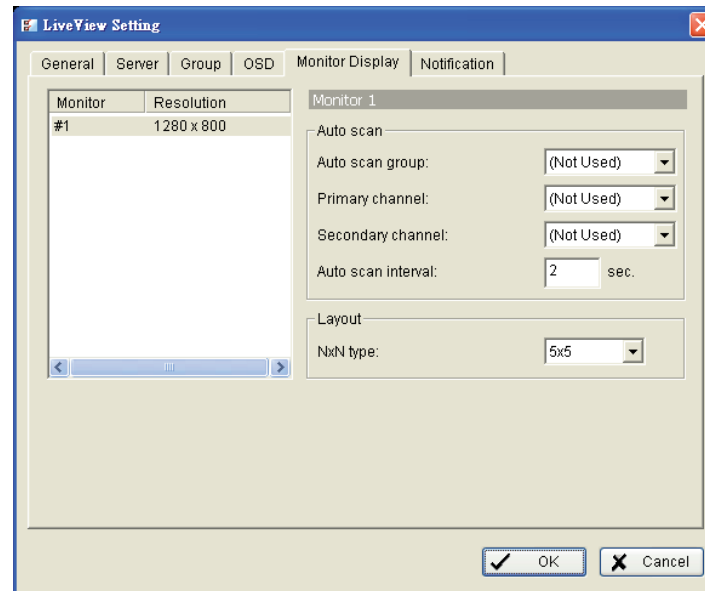 LiveView Setting
General Server Group OSD Monitor Display Notification
Monitor Resolution
#1 1280 x 800
Monitor 1
Auto scan
Auto scan group: (Not Used)
Primary channel: (Not Used)
Secondary channel: (Not Used)
Auto scan interval: 2 sec.
Layout
NxN type: 5x5
OK Cancel